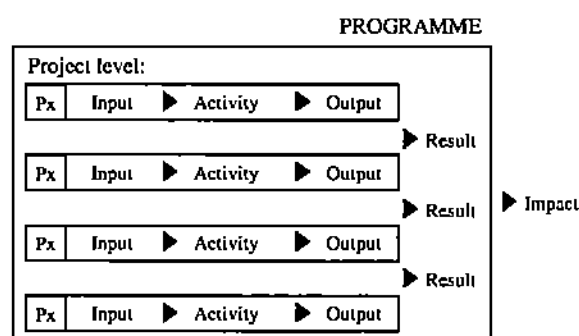 PROGRAMME
Project level:
Px Input Activity Output
Result
Px Input Activity Output
Result
Impact
Px Input Activity Output
Result
Px Input Activity Output